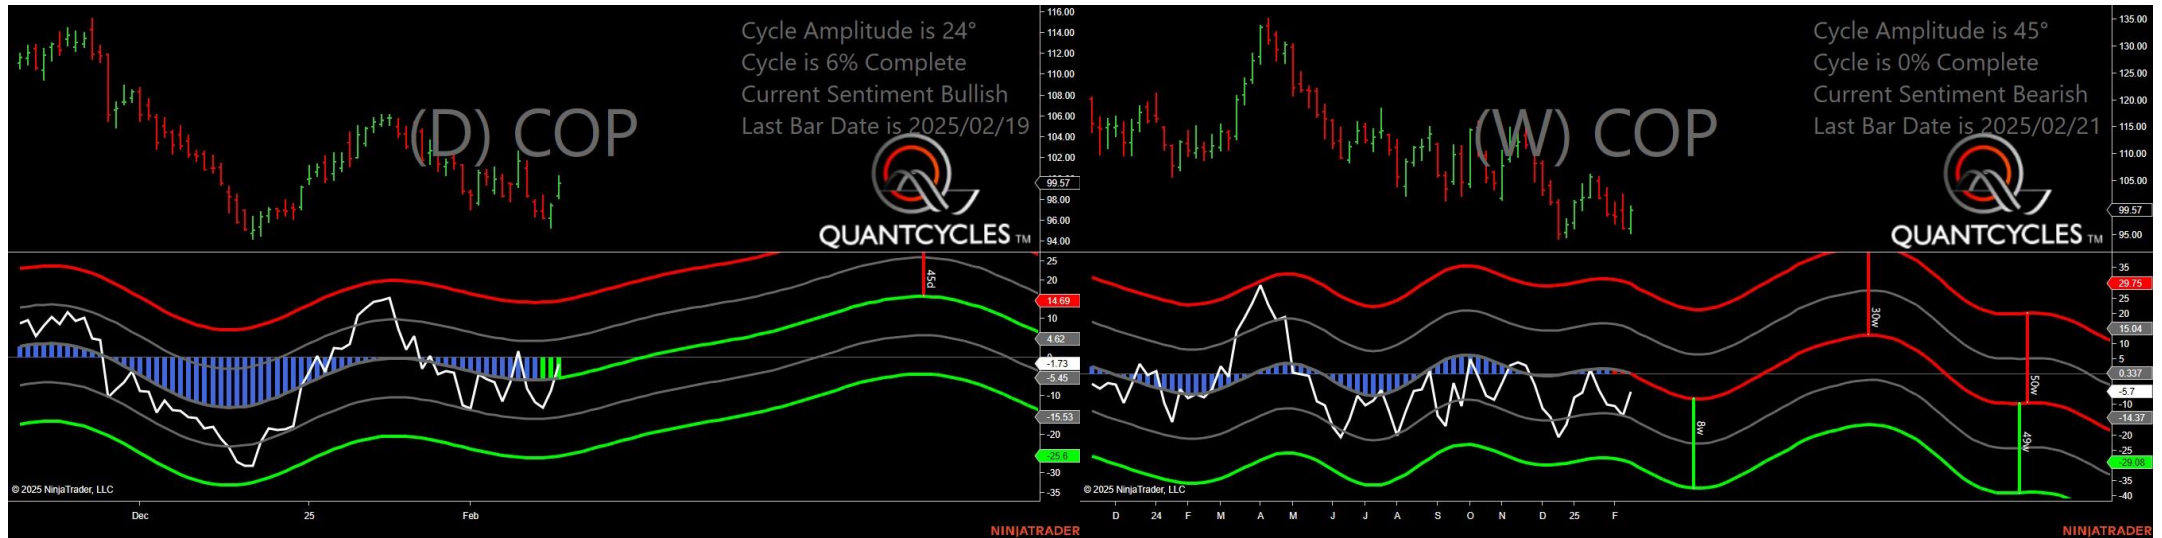 Cycle Amplitude is 24°
Cycle is 6% Complete
Current Sentiment Bullish
Last Bar Date is 2025/02/19
(D) COP
QUANTCYCLES TM
116.00
114.00
112.00
110.00
108.00
106.00
104.00
102.00
99.57
98.00
96.00
94.00
45d
25
20
14.69
10
4.62
-1.73
-5.45
-10
-15.53
-20
-25.6
-30
-35
© 2025 NinjaTrader, LLC
Dec 25 Feb
NINJATRADER
Cycle Amplitude is 45°
Cycle is 0% Complete
Current Sentiment Bearish
Last Bar Date is 2025/02/21
(W) COP
QUANTCYCLES TM
135.00
130.00
125.00
120.00
115.00
110.00
105.00
99.57
95.00
30w
8w
50w
49w
35
29.75
25
20
15.04
10
5
0.337
-5.7
-10
-14.37
-20
-25
-29.08
-35
-40
© 2025 NinjaTrader, LLC
D 24 F M A M J J A S O N D 25 F
NINJATRADER